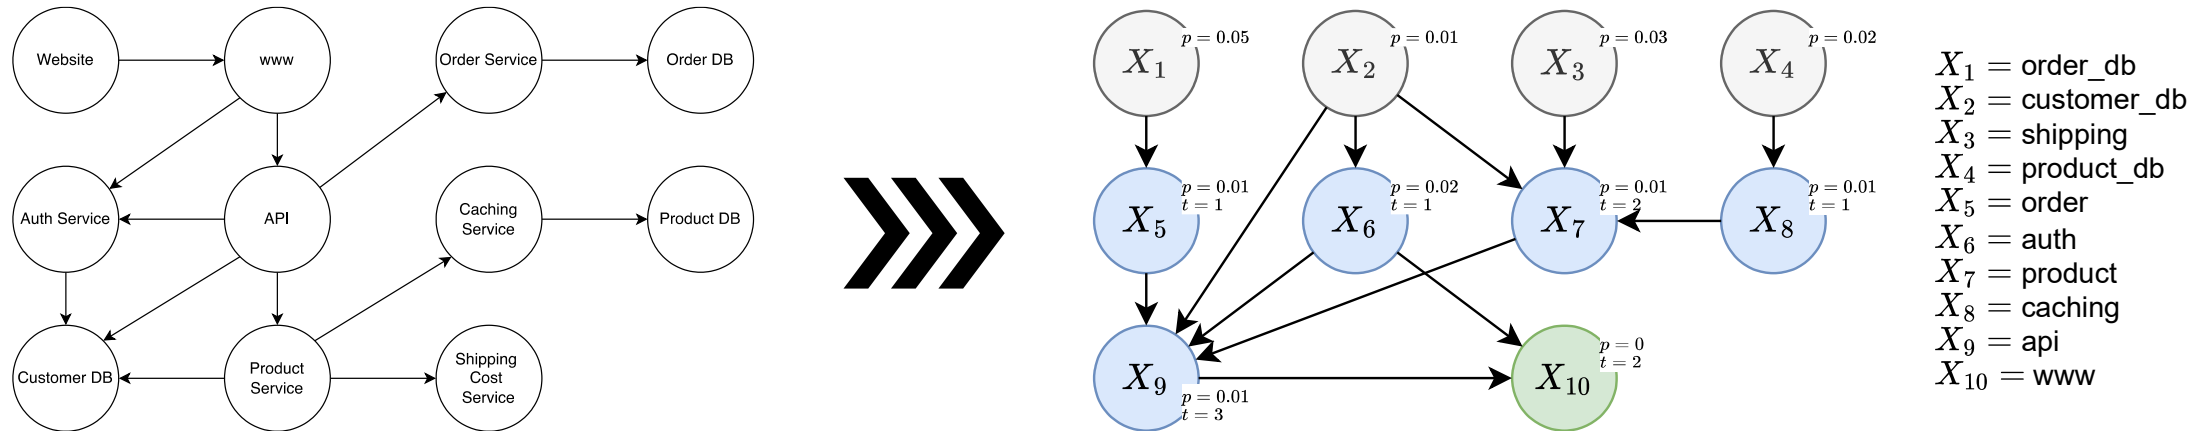 Website
www
Order Service
Order DB
Auth Service
API
Caching
Service
Product DB
Customer DB
Product
Service
Shipping
Cost
Service
X₁
p = 0.05
X₂
p = 0.01
X₃
p = 0.03
X₄
p = 0.02
X₅
p = 0.01
t = 1
X₆
p = 0.02
t = 1
X₇
p = 0.01
t = 2
X₈
p = 0.01
t = 1
X₉
p = 0.01
t = 3
X₁₀
p = 0
t = 2
X₁ = order_db
X₂ = customer_db
X₃ = shipping
X₄ = product_db
X₅ = order
X₆ = auth
X₇ = product
X₈ = caching
X₉ = api
X₁₀ = www